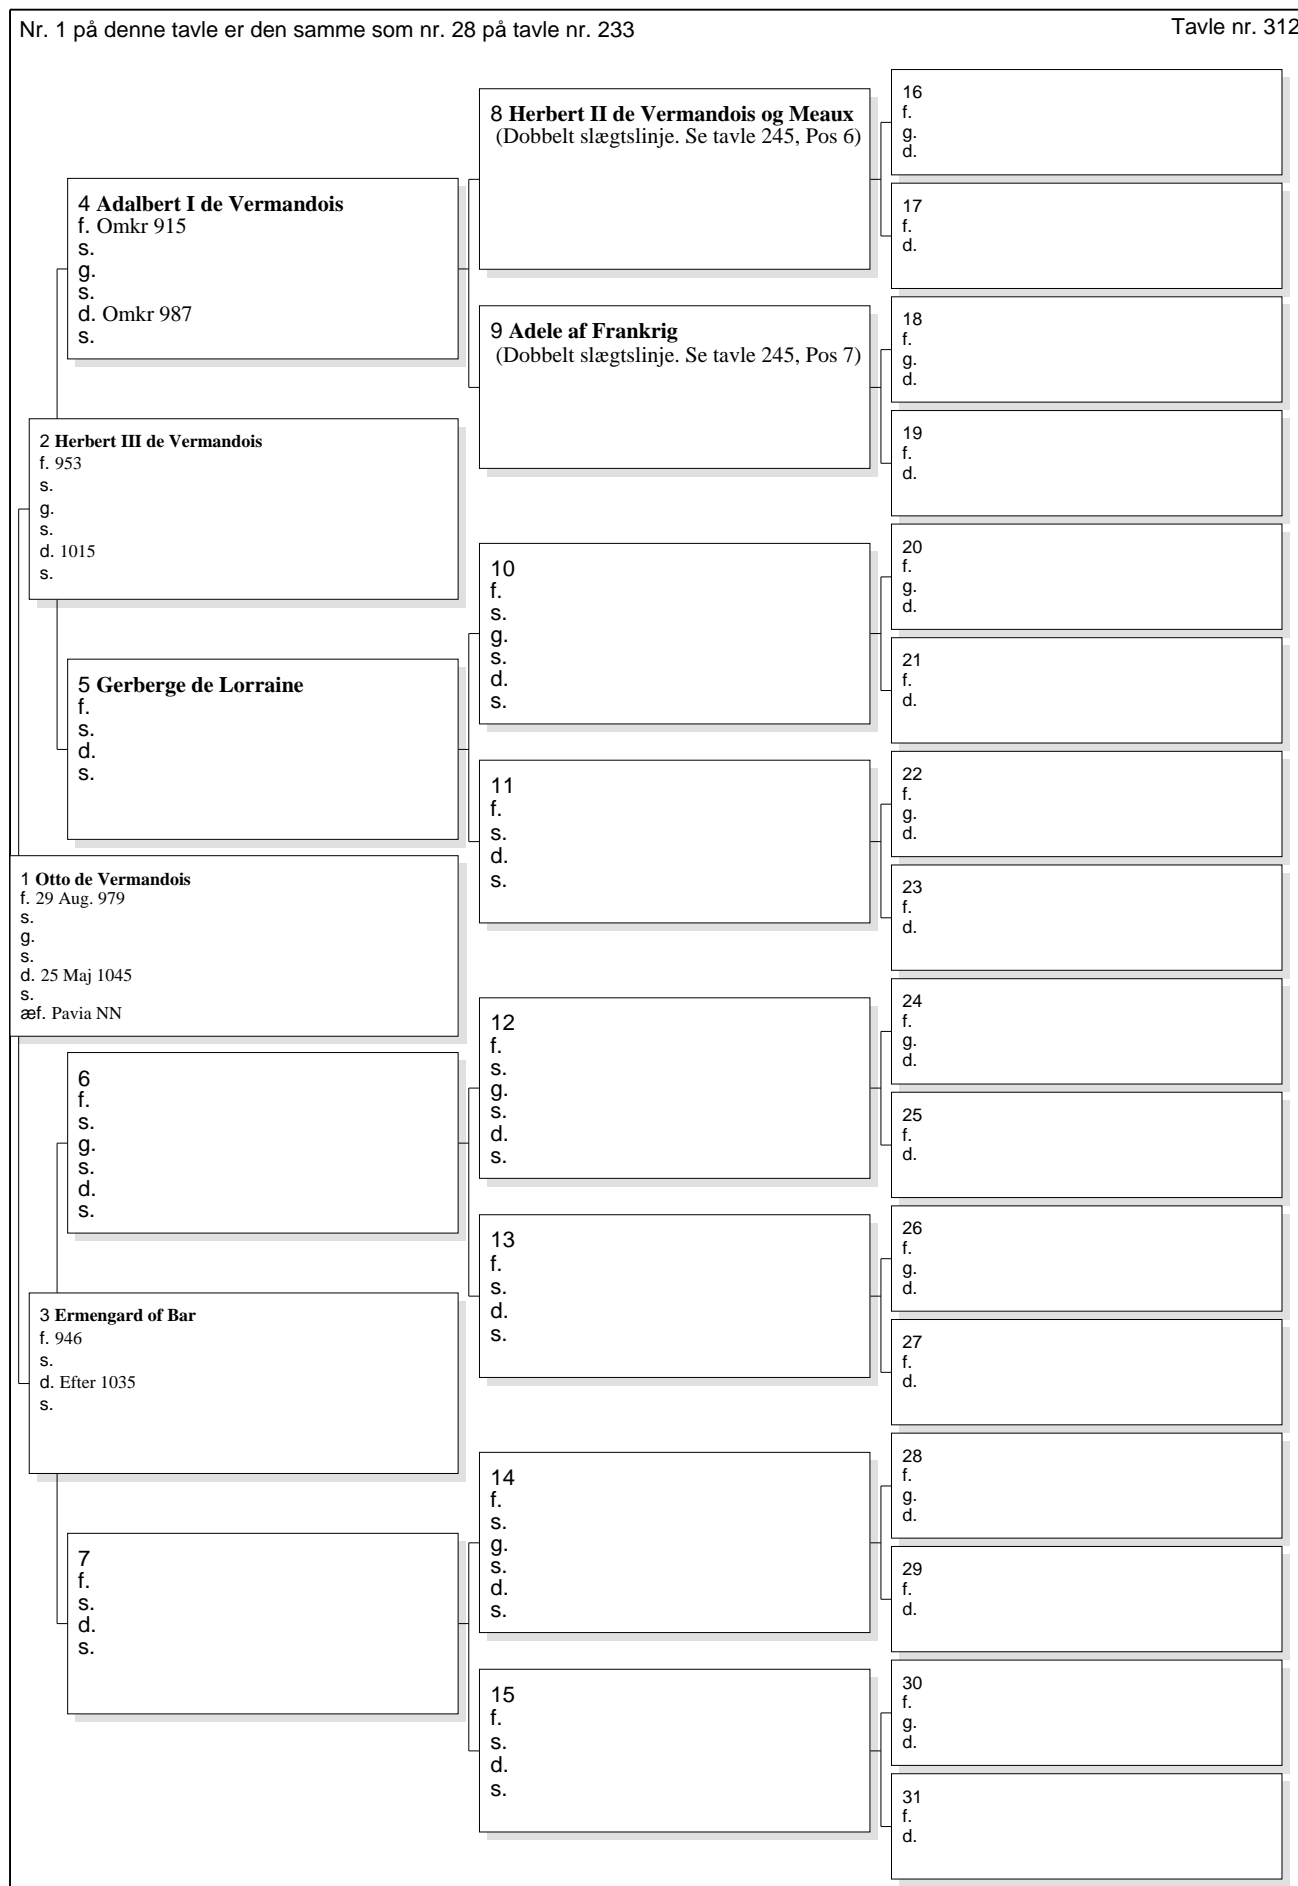 Nr. 1 på denne tavle er den samme som nr. 28 på tavle nr. 233
Tavle nr. 312
1 Otto de Vermandois
f. 29 Aug. 979
s.
g.
s.
d. 25 Maj 1045
s.
æf. Pavia NN
2 Herbert III de Vermandois
f. 953
s.
g.
s.
d. 1015
s.
3 Ermengard of Bar
f. 946
s.
d. Efter 1035
s.
4 Adalbert I de Vermandois
f. Omkr 915
s.
g.
s.
d. Omkr 987
s.
5 Gerberge de Lorraine
f.
s.
d.
s.
6
f.
s.
g.
s.
d.
s.
7
f.
s.
d.
s.
8 Herbert II de Vermandois og Meaux
(Dobbelt slægtslinje. Se tavle 245, Pos 6)
9 Adele af Frankrig
(Dobbelt slægtslinje. Se tavle 245, Pos 7)
10
f.
s.
g.
s.
d.
s.
11
f.
s.
d.
s.
12
f.
s.
g.
s.
d.
s.
13
f.
s.
d.
s.
14
f.
s.
g.
s.
d.
s.
15
f.
s.
d.
s.
16
f.
g.
d.
17
f.
d.
18
f.
g.
d.
19
f.
d.
20
f.
g.
d.
21
f.
d.
22
f.
g.
d.
23
f.
d.
24
f.
g.
d.
25
f.
d.
26
f.
g.
d.
27
f.
d.
28
f.
g.
d.
29
f.
d.
30
f.
g.
d.
31
f.
d.